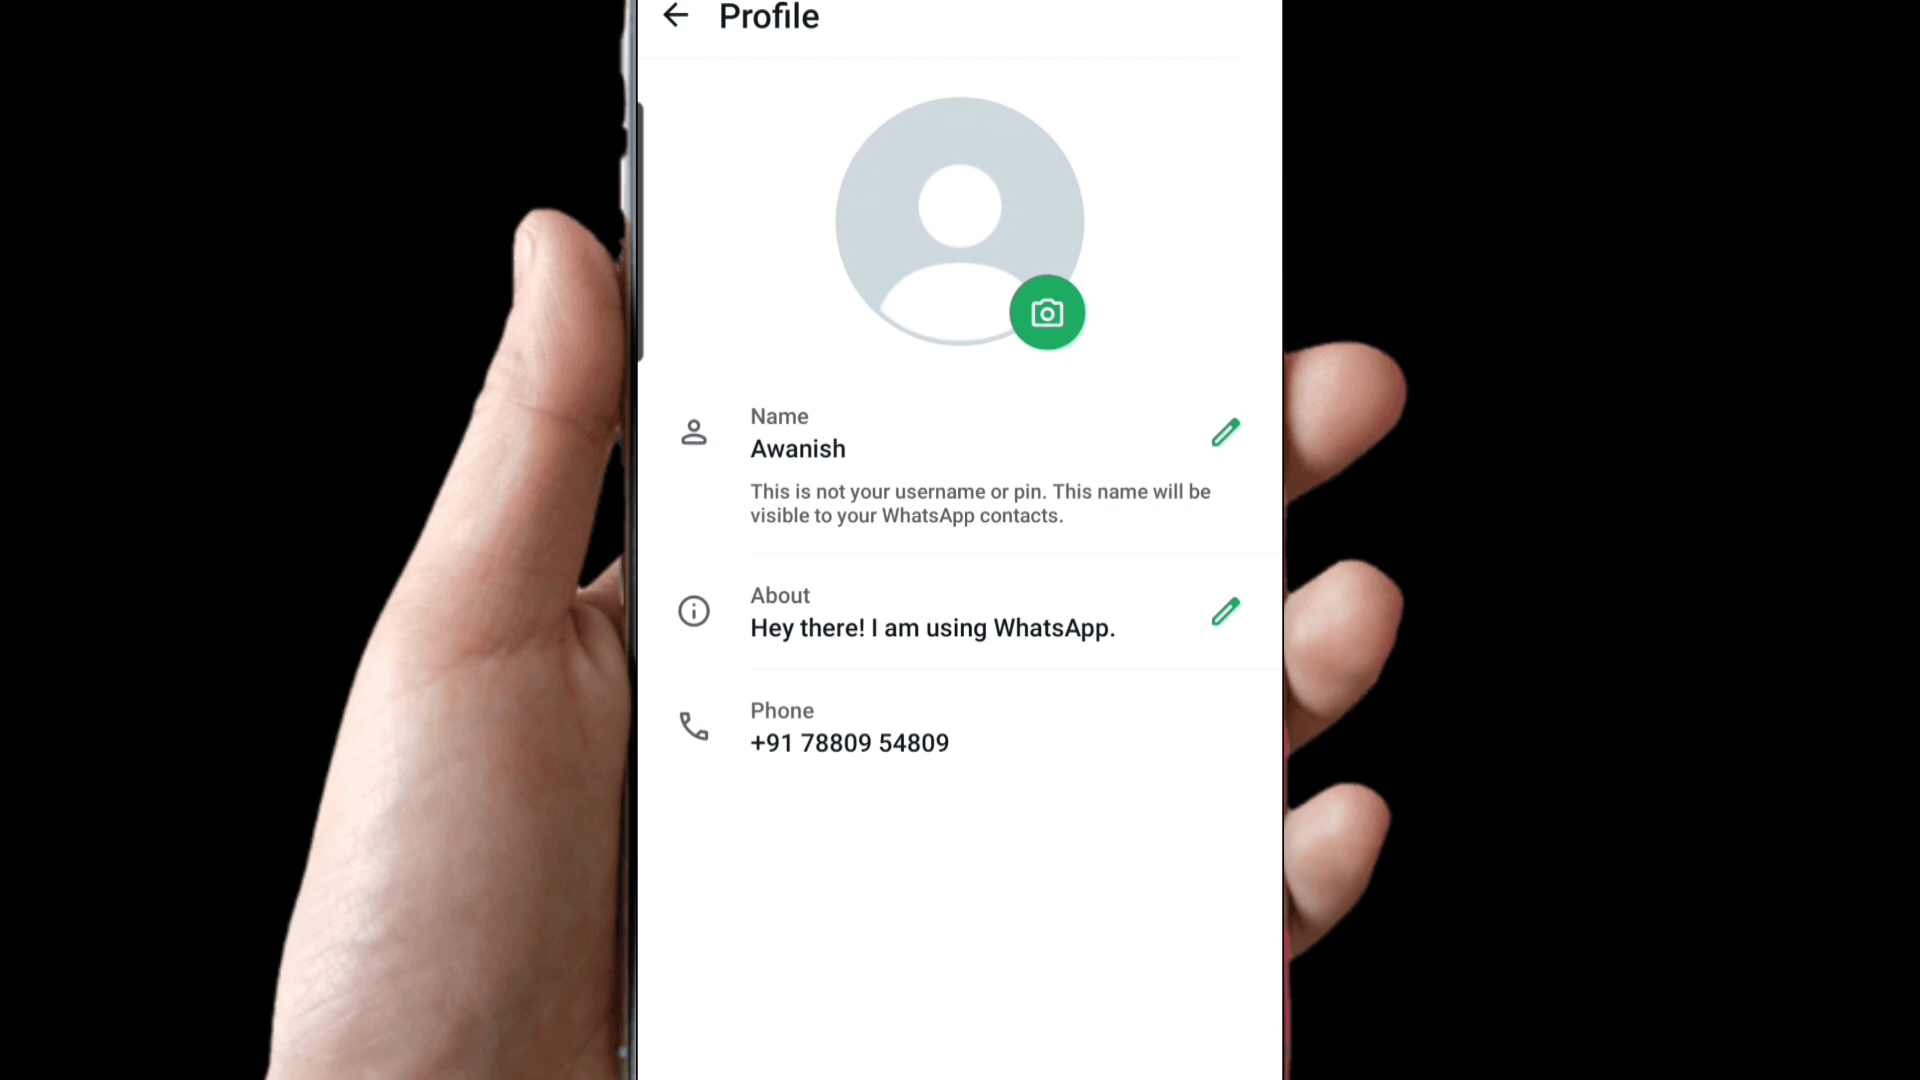 Profile
Name
Awanish
This is not your username or pin. This name will be
visible to your WhatsApp contacts.
About
Hey there! I am using WhatsApp.
Phone
+91 78809 54809